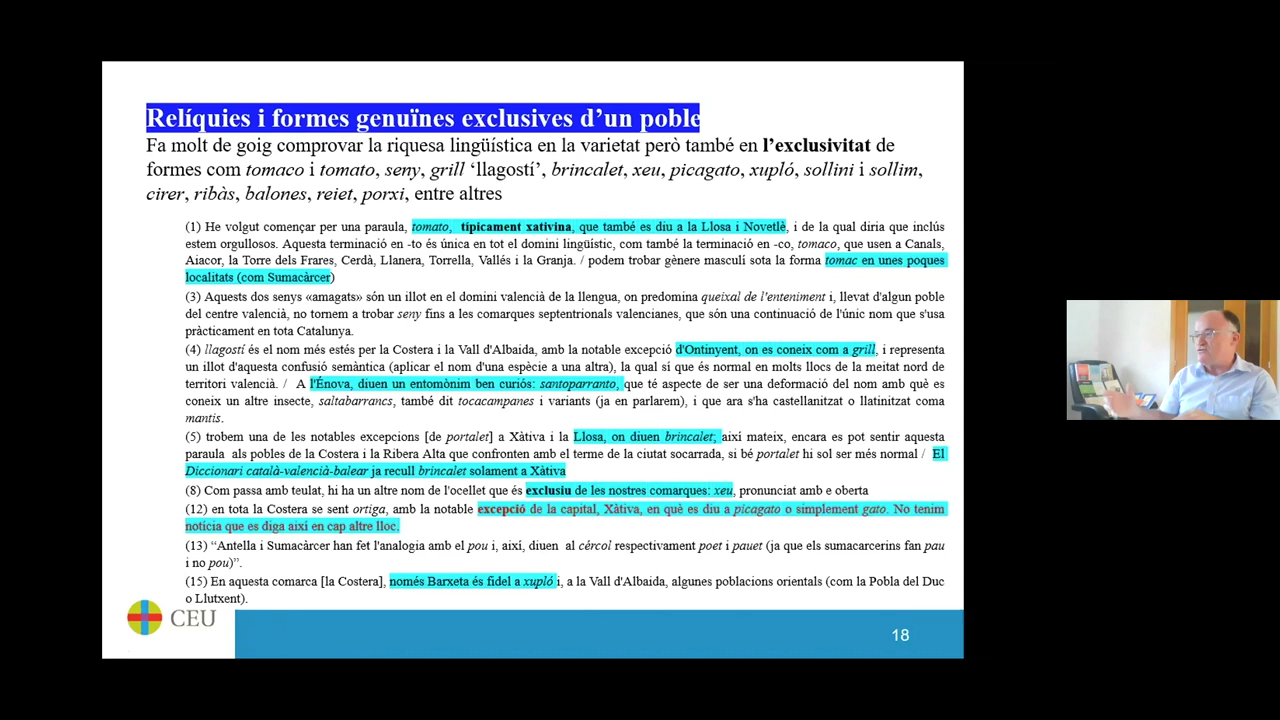 Relíquies i formes genuïnes exclusives d’un poble
Fa molt de goig comprovar la riquesa lingüística en la varietat però també en l’exclusivitat de
formes com tomaco i tomato, seny, grill ‘llagostí’, brincalet, xeu, picagato, xupló, sollini i sollim,
cirer, ribàs, balones, reiet, porxi, entre altres
(1) He volgut començar per una paraula, tomato, típicament xativina, que també es diu a la Llosa i Novetlè, i de la qual diria que inclús
estem orgullosos. Aquesta terminació en -to és única en tot el domini lingüístic, com també la terminació en -co, tomaco, que usen a Canals,
Aiacor, la Torre dels Frares, Cerdà, Llanera, Torrella, Vallés i la Granja. / podem trobar gènere masculí sota la forma tomac en unes poques
localitats (com Sumacàrcer)
(3) Aquests dos senys «amagats» són un illot en el domini valencià de la llengua, on predomina queixal de l'enteniment i, llevat d'algun poble
del centre valencià, no tornem a trobar seny fins a les comarques septentrionals valencianes, que són una continuació de l'únic nom que s'usa
pràcticament en tota Catalunya.
(4) llagostí és el nom més estés per la Costera i la Vall d'Albaida, amb la notable excepció d'Ontinyent, on es coneix com a grill, i representa
un illot d'aquesta confusió semàntica (aplicar el nom d'una espècie a una altra), la qual sí que és normal en molts llocs de la meitat nord de
territori valencià. / A l'Énova, diuen un entomònim ben curiós: santoparranto, que té aspecte de ser una deformació del nom amb què es
coneix un altre insecte, saltabarrancs, també dit tocacampanes i variants (ja en parlarem), i que ara s'ha castellanitzat o llatinitzat coma
mantis.
(5) trobem una de les notables excepcions [de portalet] a Xàtiva i la Llosa, on diuen brincalet; així mateix, encara es pot sentir aquesta
paraula als pobles de la Costera i la Ribera Alta que confronten amb el terme de la ciutat socarrada, si bé portalet hi sol ser més normal / El
Diccionari català-valencià-balear ja recull brincalet solament a Xàtiva
(8) Com passa amb teulat, hi ha un altre nom de l'ocellet que és exclusiu de les nostres comarques: xeu, pronunciat amb e oberta
(12) en tota la Costera se sent ortiga, amb la notable excepció de la capital, Xàtiva, en què es diu a picagato o simplement gato. No tenim
notícia que es diga així en cap altre lloc.
(13) “Antella i Sumacàrcer han fet l'analogia amb el pou i, així, diuen al cércol respectivament poet i pauet (ja que els sumacarcerins fan pau
i no pou)”.
(15) En aquesta comarca [la Costera], només Barxeta és fidel a xupló i, a la Vall d'Albaida, algunes poblacions orientals (com la Pobla del Duc
o Llutxent).
CEU
18